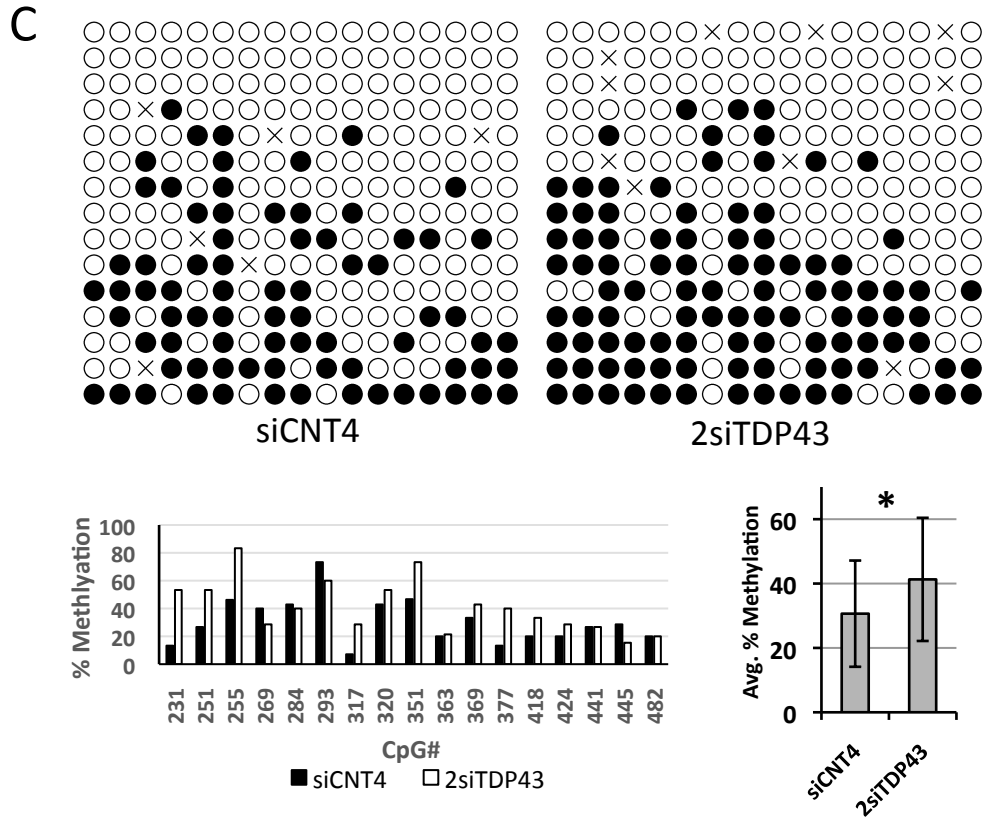 C
siCNT4
2siTDP43
% Methlyation
100
80
60
40
20
0
231 251 255 269 284 293 317 320 351 363 369 377 418 424 441 445 482
CpG#
siCNT4 2siTDP43
Avg. % Methylation
60
40
20
0
*
siCNT4
2siTDP43